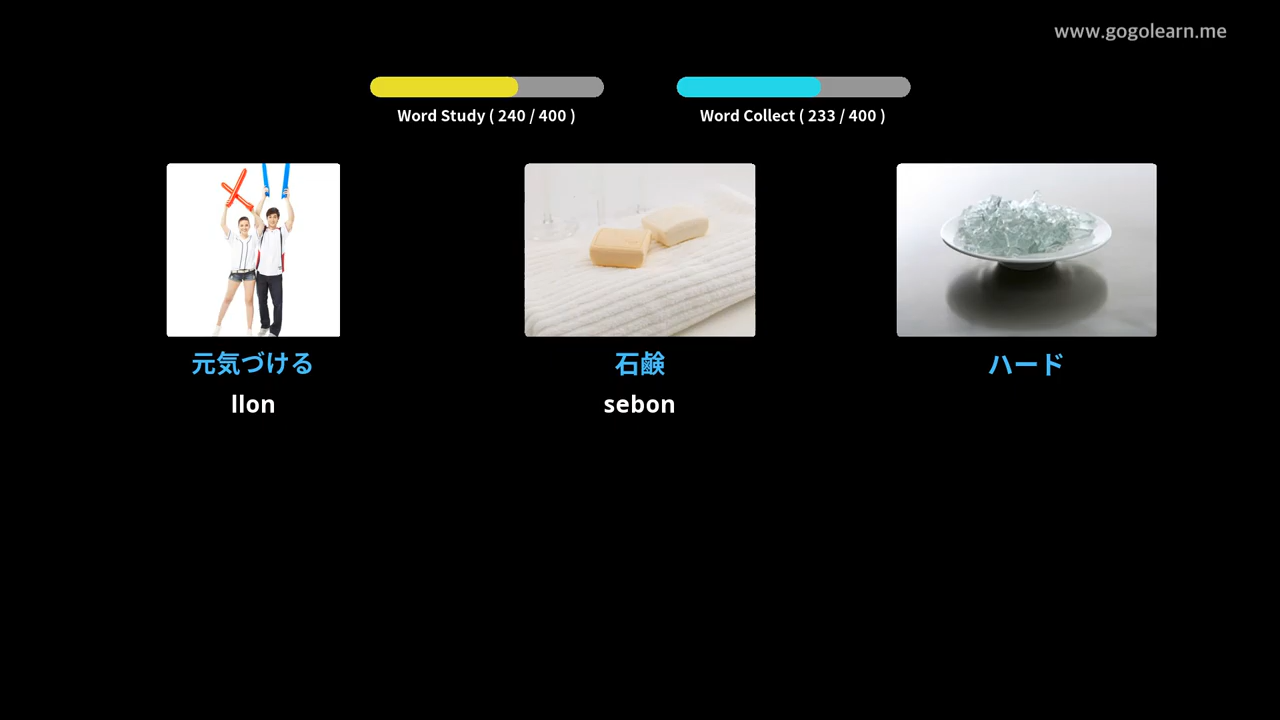 www.gogolearn.me
Word Study ( 240 / 400 )
Word Collect ( 233 / 400 )
元気づける
石鹸
ハード
llon
sebon